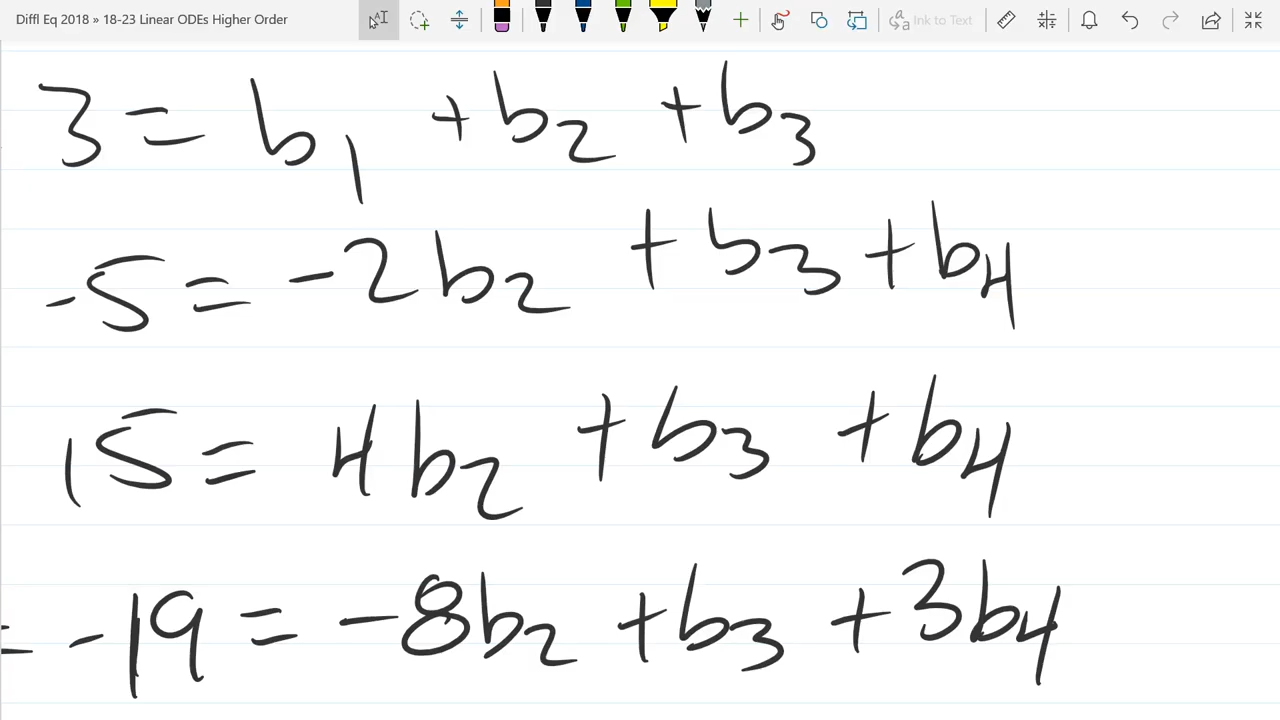 Diffl Eq 2018 » 18-23 Linear ODEs Higher Order Ink to Text
3 = b1 + b2 + b3
-5 = -2b2 + b3 + b4
15 = 4b2 + b3 + b4
= -19 = -8b2 + b3 + 3b4